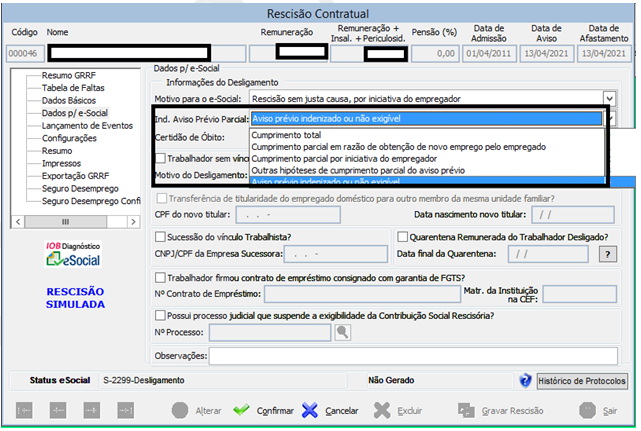 Rescisão Contratual
Código Nome Remuneração Remuneração + Insal. + Periculosid. Pensão (%) Data de Admissão Data de Aviso Data de Afastamento
000046 0,00 01/04/2011 13/04/2021 13/04/2021
Resumo GRRF
Tabela de Faltas
Dados Básicos
Dados p/ e-Social
Lançamento de Eventos
Configurações
Resumo
Impressos
Exportação GRRF
Seguro Desemprego
Seguro Desemprego Confi
IOB Diagnóstico
eSocial
RESCISÃO
SIMULADA
Dados p/ e-Social
Informações do Desligamento
Motivo para o e-Social: Rescisão sem justa causa, por iniciativa do empregador
Ind. Aviso Prévio Parcial: Aviso prévio indenizado ou não exigível
Certidão de Óbito:
Cumprimento total
Cumprimento parcial em razão de obtenção de novo emprego pelo empregado
Cumprimento parcial por iniciativa do empregador
Outras hipóteses de cumprimento parcial do aviso prévio
Aviso prévio indenizado ou não exigível
Trabalhador sem vínc
Motivo do Desligamento:
Transferência de titularidade do empregado doméstico para outro membro da mesma unidade familiar?
CPF do novo titular: . . - Data nascimento novo titular: / /
Sucessão do vínculo Trabalhista? Quarentena Remunerada do Trabalhador Desligado?
CNPJ/CPF da Empresa Sucessora: . . - Data final da Quarentena: / / ?
Trabalhador firmou contrato de empréstimo consignado com garantia de FGTS?
Nº Contrato de Empréstimo: Matr. da Instituição na CEF:
Possui processo judicial que suspende a exigibilidade da Contribuição Social Rescisória?
Nº Processo:
Observações:
Status eSocial S-2299-Desligamento Não Gerado ? Histórico de Protocolos
Alterar Confirmar Cancelar Excluir Gravar Rescisão Sair